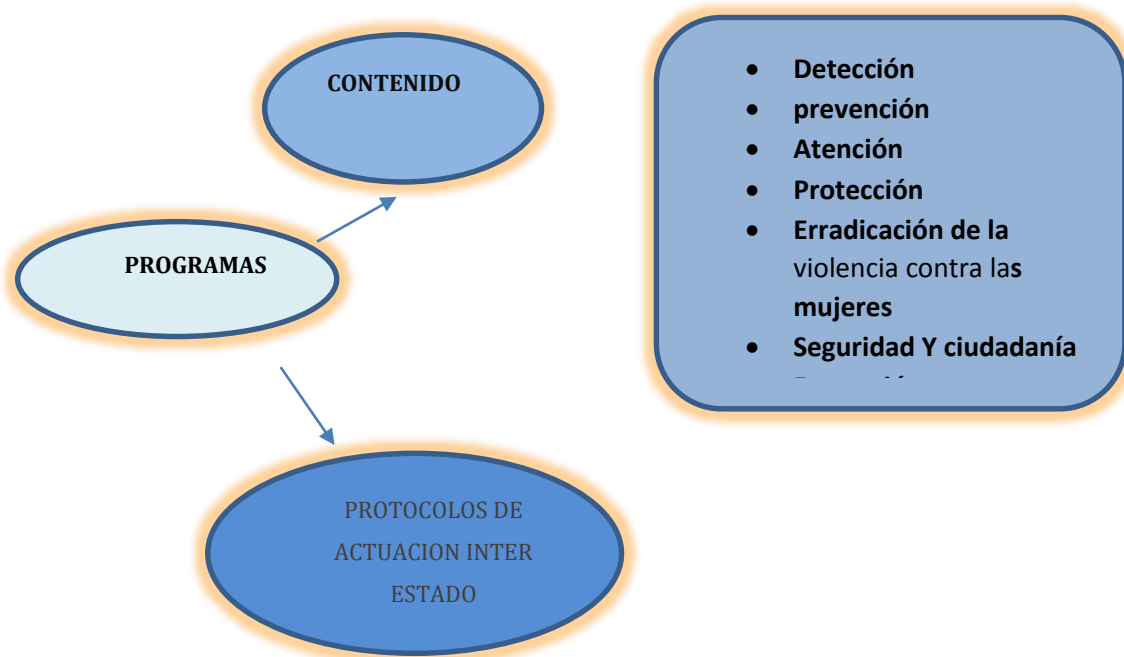 CONTENIDO
PROGRAMAS
PROTOCOLOS DE
ACTUACION INTER
ESTADO
• Detección
• prevención
• Atención
• Protección
• Erradicación de la
violencia contra las
mujeres
• Seguridad Y ciudadanía